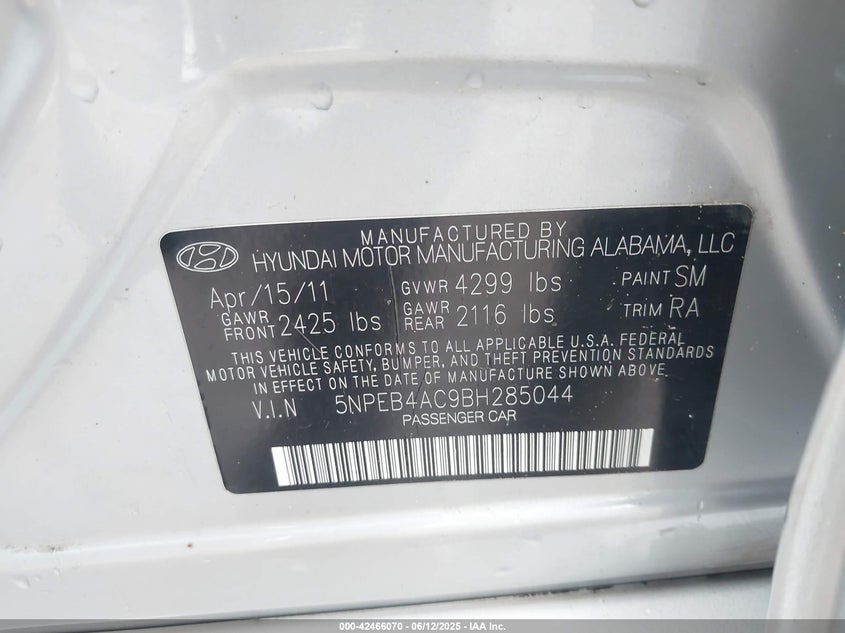 MANUFACTURED BY
HYUNDAI MOTOR MANUFACTURING ALABAMA, LLC
Apr/15/11 GVWR 4299 lbs PAINT SM
GAWR FRONT 2425 lbs GAWR REAR 2116 lbs TRIM RA
THIS VEHICLE CONFORMS TO ALL APPLICABLE U.S.A. FEDERAL
MOTOR VEHICLE SAFETY, BUMPER, AND THEFT PREVENTION STANDARDS
IN EFFECT ON THE DATE OF MANUFACTURE SHOWN ABOVE.
V.I.N 5NPEB4AC9BH285044
PASSENGER CAR
000-42466070 - 06/12/2025 - IAA Inc.